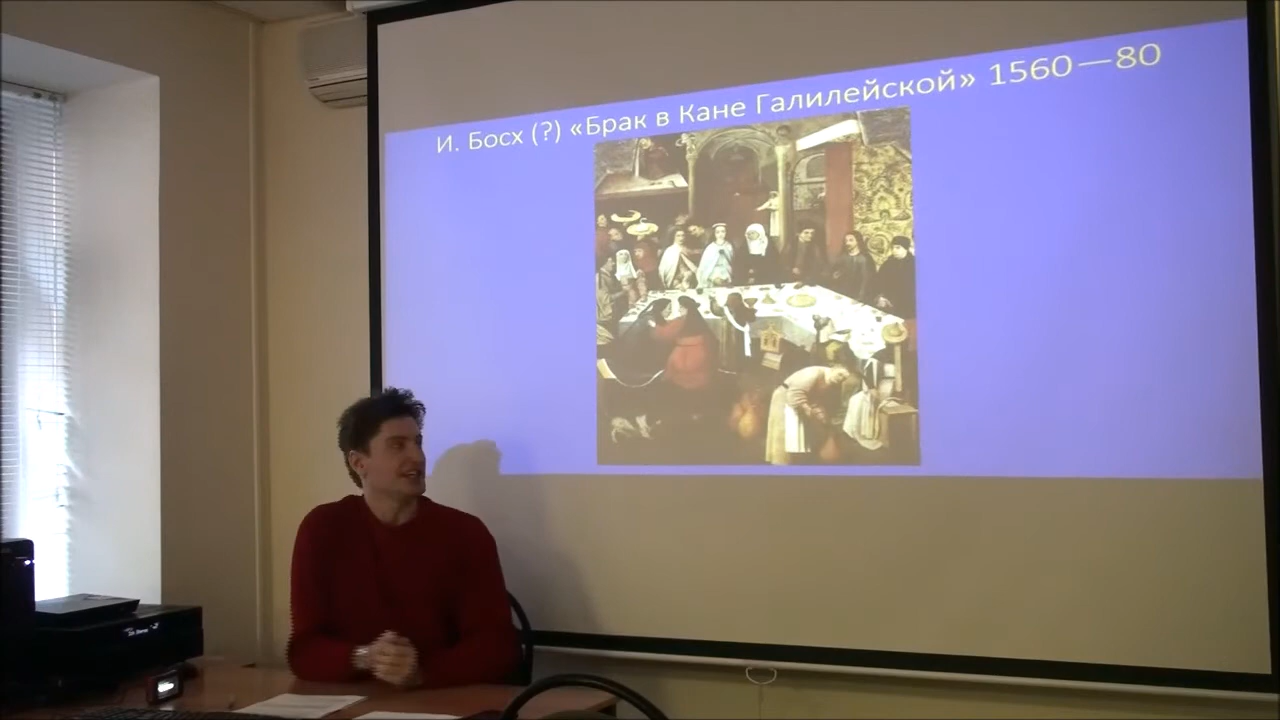 И. Босх (?) «Брак в Кане Галилейской» 1560—80